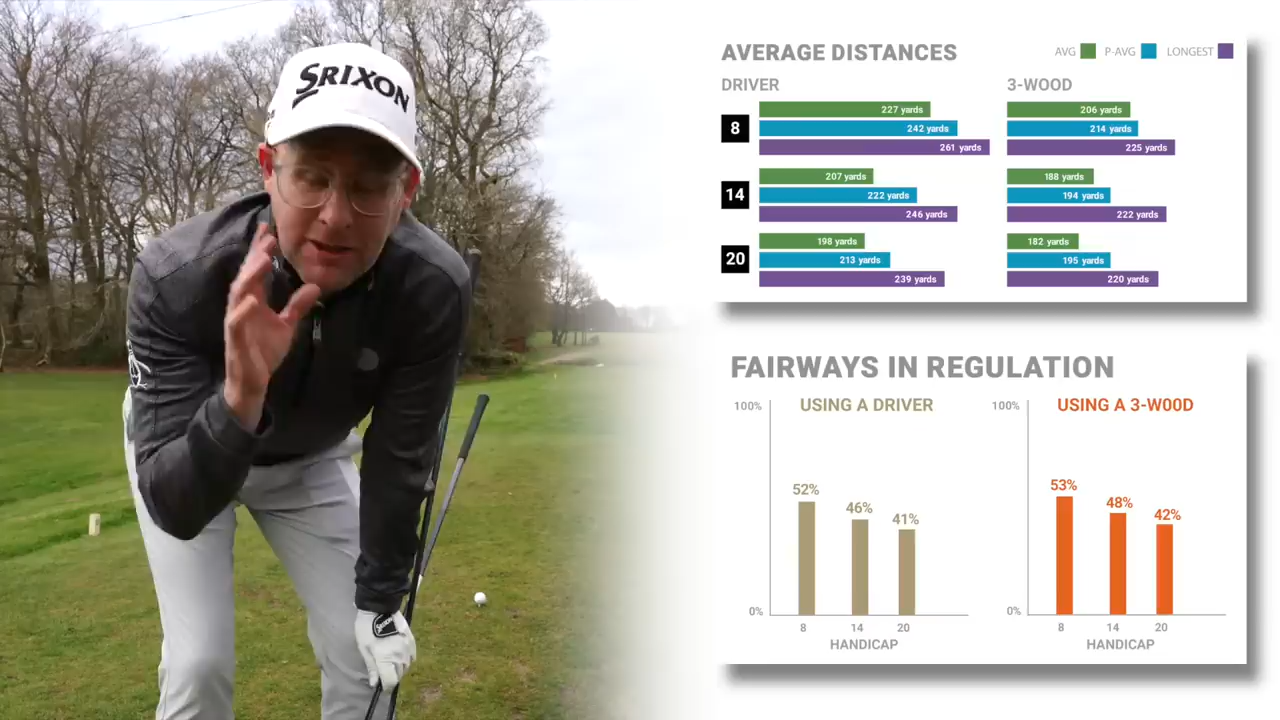 SRIXON
SRIXON
AVERAGE DISTANCES
AVG P-AVG LONGEST
DRIVER
3-WOOD
8
227 yards
242 yards
261 yards
206 yards
214 yards
225 yards
14
207 yards
222 yards
246 yards
188 yards
194 yards
222 yards
20
198 yards
213 yards
239 yards
182 yards
195 yards
220 yards
FAIRWAYS IN REGULATION
USING A DRIVER
100%
52%
46%
41%
0%
8 14 20
HANDICAP
USING A 3-WOOD
100%
53%
48%
42%
0%
8 14 20
HANDICAP